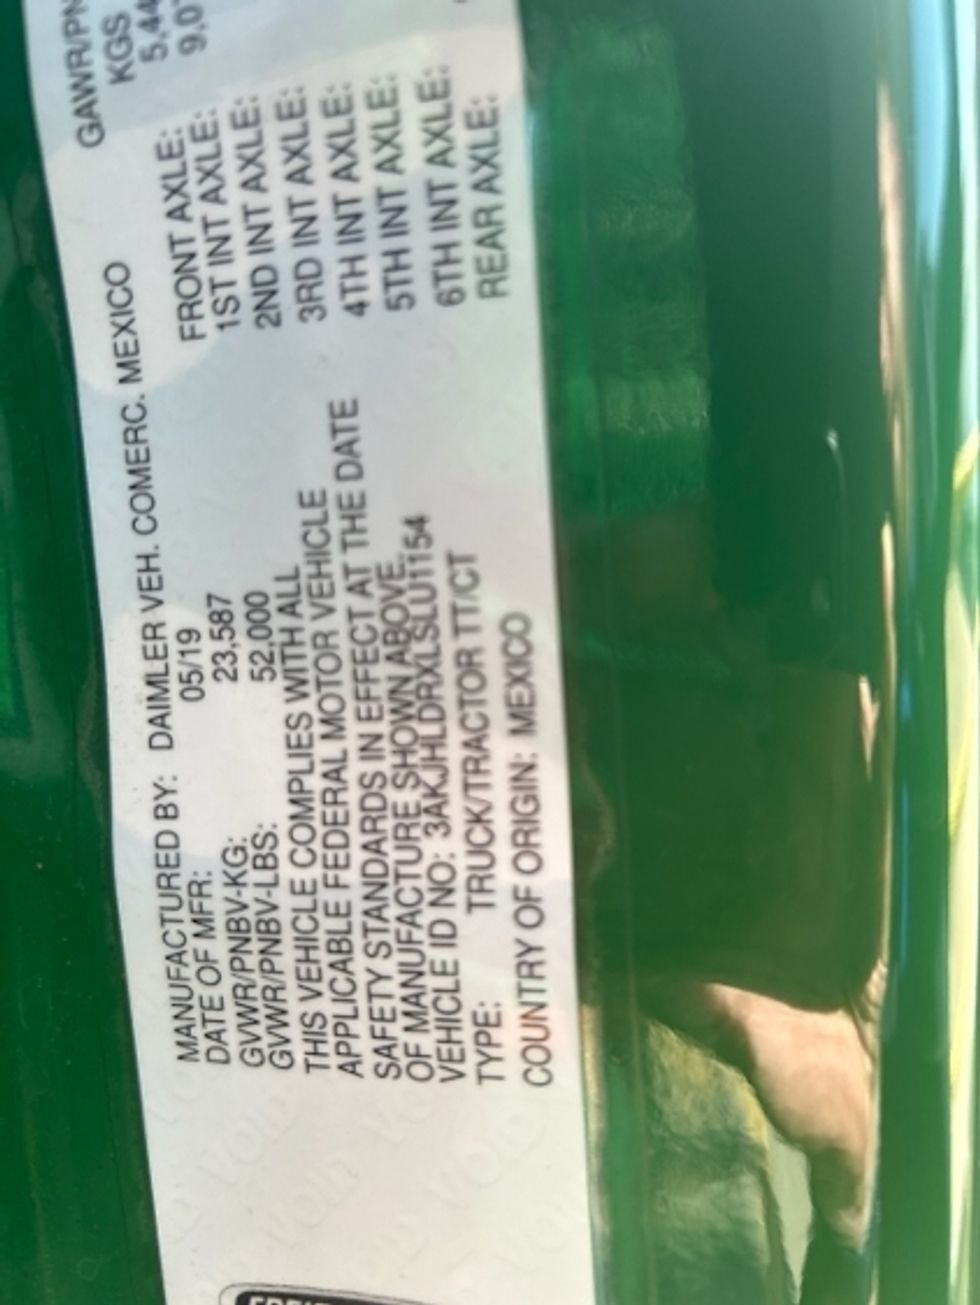 MANUFACTURED BY: DAIMLER VEH. COMERC. MEXICO
DATE OF MFR: 05/19
GVWR/PNBV-KG: 23,587
GVWR/PNBV-LBS: 52,000
THIS VEHICLE COMPLIES WITH ALL
APPLICABLE FEDERAL MOTOR VEHICLE
SAFETY STANDARDS IN EFFECT AT THE DATE
OF MANUFACTURE SHOWN ABOVE.
VEHICLE ID NO: 3AKJHLDRXLSLU1154
TYPE: TRUCK/TRACTOR TT/CT
COUNTRY OF ORIGIN: MEXICO
GAWR/PN
KGS
FRONT AXLE: 5,44
1ST INT AXLE: 9,0
2ND INT AXLE:
3RD INT AXLE:
4TH INT AXLE:
5TH INT AXLE:
6TH INT AXLE:
REAR AXLE: